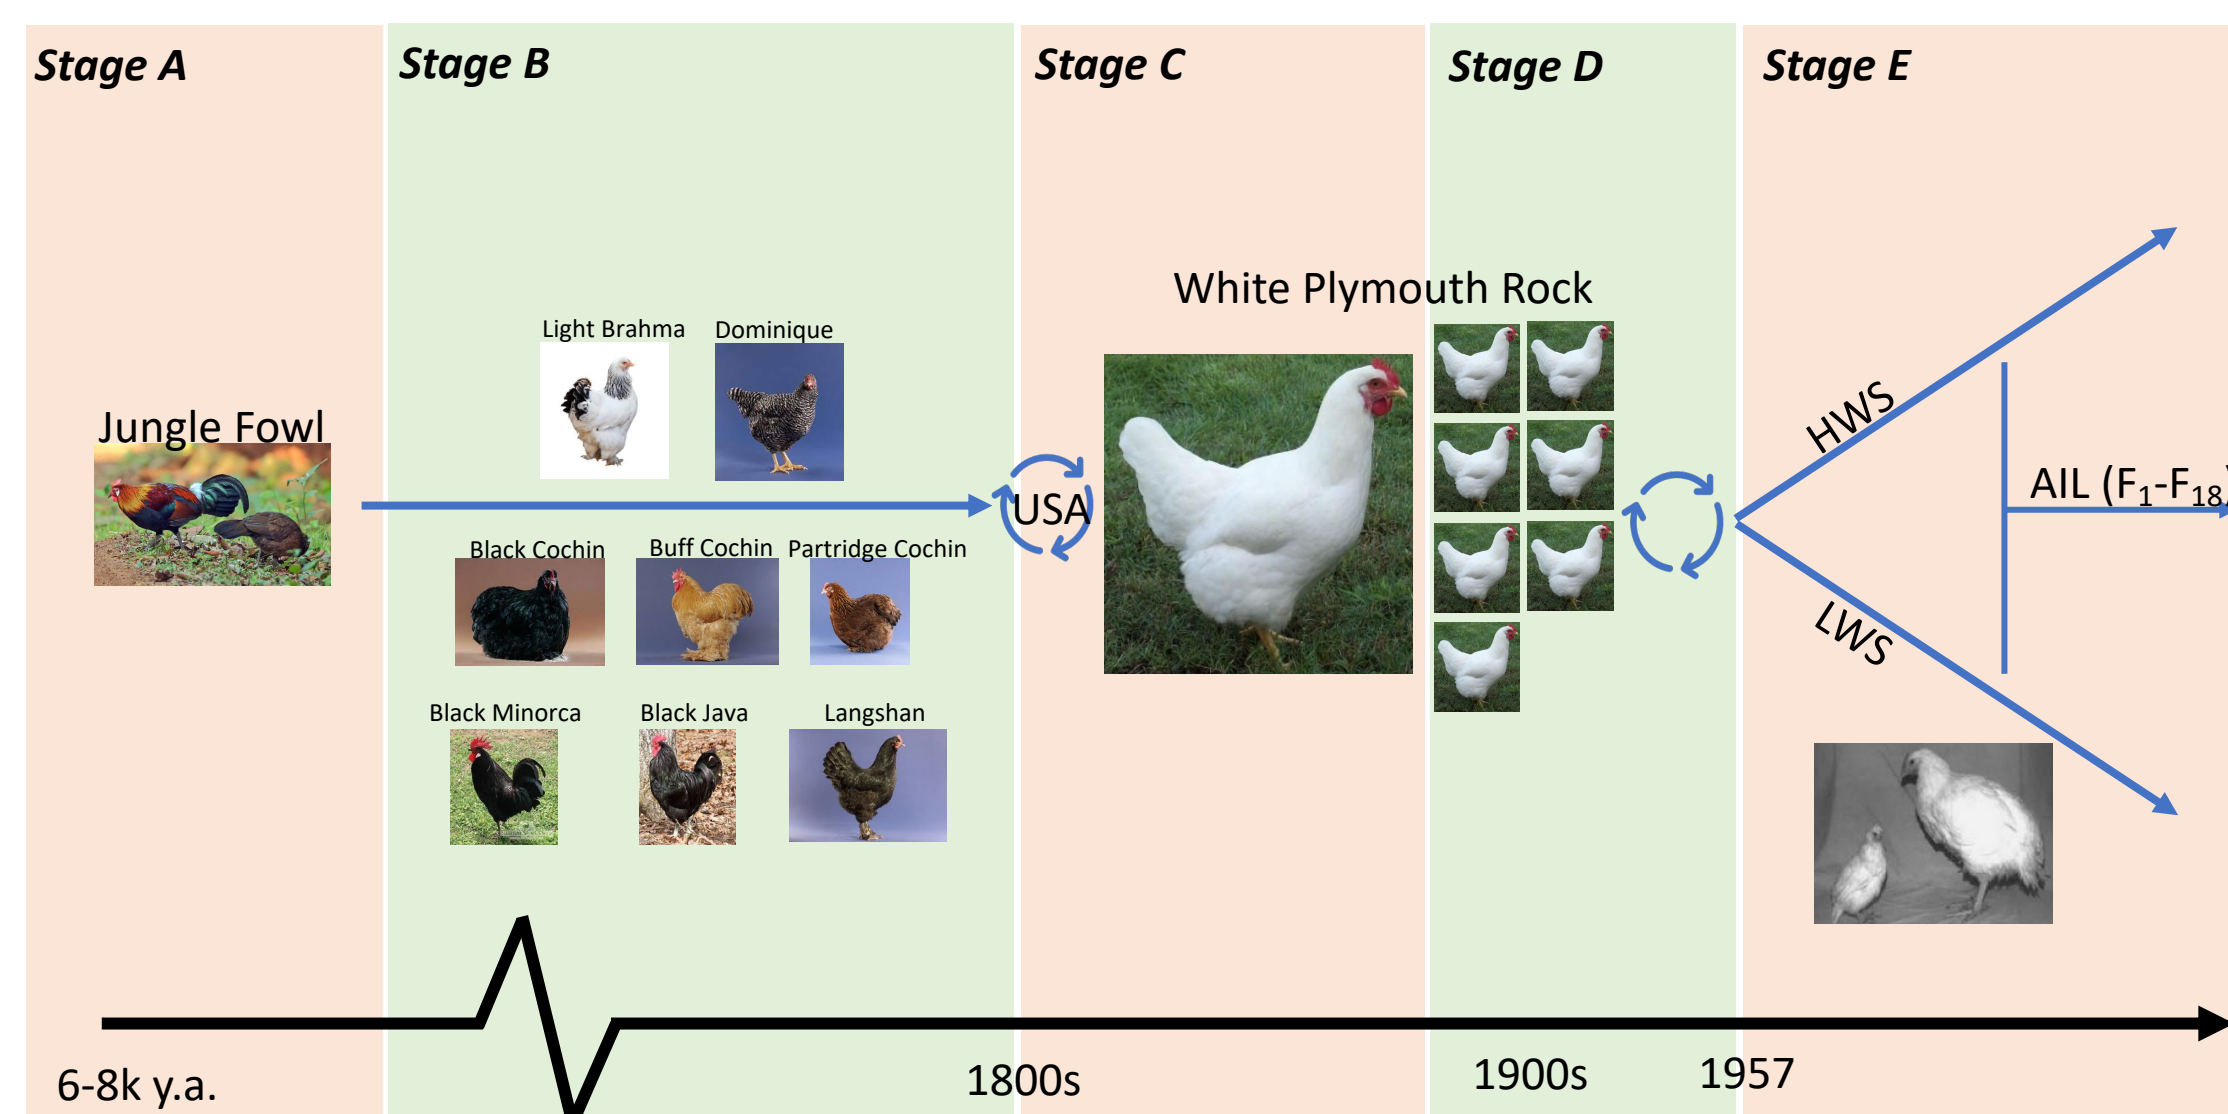 Stage A
Stage B
Stage C
Stage D
Stage E
White Plymouth Rock
Light Brahma
Dominique
Jungle Fowl
HWS
AIL (F₁-F₁₈)
USA
Black Cochin
Buff Cochin
Partridge Cochin
LWS
Black Minorca
Black Java
Langshan
6-8k y.a.
1800s
1900s
1957